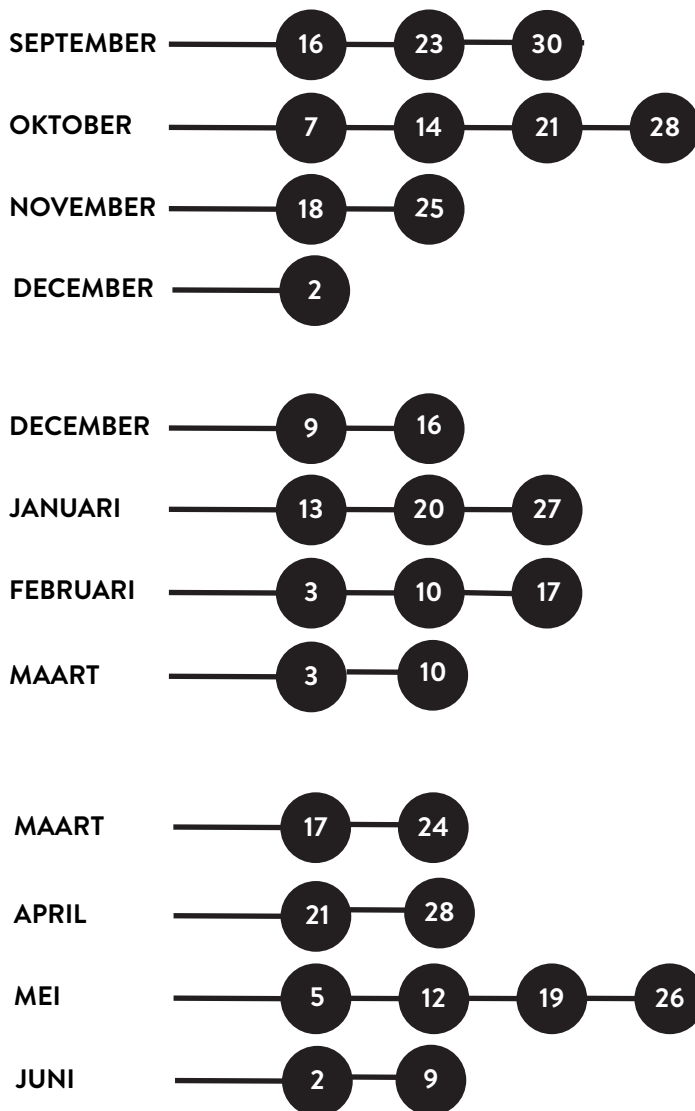 SEPTEMBER 16 23 30
OKTOBER 7 14 21 28
NOVEMBER 18 25
DECEMBER 2
DECEMBER 9 16
JANUARI 13 20 27
FEBRUARI 3 10 17
MAART 3 10
MAART 17 24
APRIL 21 28
MEI 5 12 19 26
JUNI 2 9